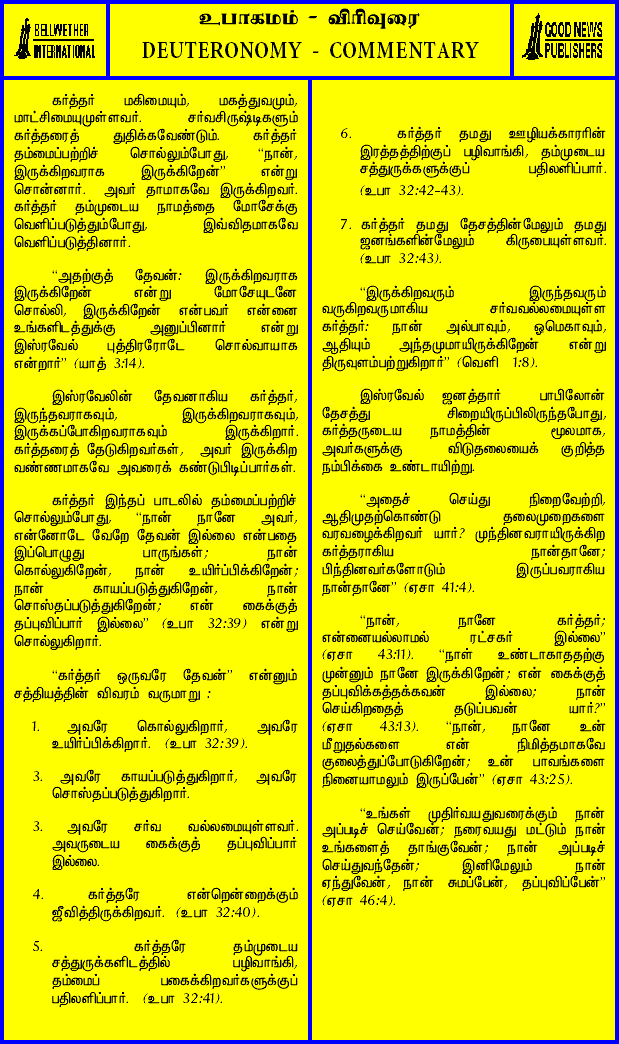 BELLWETHER
INTERNATIONAL
உபாகமம் - விரிவுரை
DEUTERONOMY - COMMENTARY
GOOD NEWS
PUBLISHERS
கர்த்தர் மகிமையும், மகத்துவமும்,
மாட்சிமையுமுள்ளவர். சர்வசிருஷ்டிகளும்
கர்த்தரைத் துதிக்கவேண்டும். கர்த்தர்
தம்மைப்பற்றிச் சொல்லும்போது, “நான்,
இருக்கிறவராக இருக்கிறேன்” என்று
சொன்னார். அவர் தாமாகவே இருக்கிறவர்.
கர்த்தர் தம்முடைய நாமத்தை மோசேக்கு
வெளிப்படுத்தும்போது, இவ்விதமாகவே
வெளிப்படுத்தினார்.
“அதற்குத் தேவன்: இருக்கிறவராக
இருக்கிறேன் என்று மோசேயுடனே
சொல்லி, இருக்கிறேன் என்பவர் என்னை
உங்களிடத்துக்கு அனுப்பினார் என்று
இஸ்ரவேல் புத்திரரோடே சொல்வாயாக
என்றார்” (யாத் 3:14).
இஸ்ரவேலின் தேவனாகிய கர்த்தர்,
இருந்தவராகவும், இருக்கிறவராகவும்,
இருக்கப்போகிறவராகவும் இருக்கிறார்.
கர்த்தரைத் தேடுகிறவர்கள், அவர் இருக்கிற
வண்ணமாகவே அவரைக் கண்டுபிடிப்பார்கள்.
கர்த்தர் இந்தப் பாடலில் தம்மைப்பற்றிச்
சொல்லும்போது, “நான் நானே அவர்,
என்னோடே வேறே தேவன் இல்லை என்பதை
இப்பொழுது பாருங்கள்; நான்
கொல்லுகிறேன், நான் உயிர்ப்பிக்கிறேன்;
நான் காயப்படுத்துகிறேன், நான்
சொஸ்தப்படுத்துகிறேன்; என் கைக்குத்
தப்புவிப்பார் இல்லை” (உபா 32:39) என்று
சொல்லுகிறார்.
“கர்த்தர் ஒருவரே தேவன்” என்னும்
சத்தியத்தின் விவரம் வருமாறு :
1. அவரே கொல்லுகிறார், அவரே
உயிர்ப்பிக்கிறார். (உபா 32:39).
3. அவரே காயப்படுத்துகிறார், அவரே
சொஸ்தப்படுத்துகிறார்.
3. அவரே சர்வ வல்லமையுள்ளவர்.
அவருடைய கைக்குத் தப்புவிப்பார்
இல்லை.
4. கர்த்தரே என்றென்றைக்கும்
ஜீவித்திருக்கிறவர். (உபா 32:40).
5. கர்த்தரே தம்முடைய
சத்துருக்களிடத்தில் பழிவாங்கி,
தம்மைப் பகைக்கிறவர்களுக்குப்
பதிலளிப்பார். (உபா 32:41).
6. கர்த்தர் தமது ஊழியக்காரரின்
இரத்தத்திற்குப் பழிவாங்கி, தம்முடைய
சத்துருக்களுக்குப் பதிலளிப்பார்.
(உபா 32:42-43).
7. கர்த்தர் தமது தேசத்தின்மேலும் தமது
ஜனங்களின்மேலும் கிருபையுள்ளவர்.
(உபா 32:43).
“இருக்கிறவரும் இருந்தவரும்
வருகிறவருமாகிய சர்வவல்லமையுள்ள
கர்த்தர்: நான் அல்பாவும், ஓமெகாவும்,
ஆதியும் அந்தமுமாயிருக்கிறேன் என்று
திருவுளம்பற்றுகிறார்” (வெளி 1:8).
இஸ்ரவேல் ஜனத்தார் பாபிலோன்
தேசத்து சிறையிருப்பிலிருந்தபோது,
கர்த்தருடைய நாமத்தின் மூலமாக,
அவர்களுக்கு விடுதலையைக் குறித்த
நம்பிக்கை உண்டாயிற்று.
“அதைச் செய்து நிறைவேற்றி,
ஆதிமுதற்கொண்டு தலைமுறைகளை
வரவழைக்கிறவர் யார்? முந்தினவராயிருக்கிற
கர்த்தராகிய நான்தானே;
பிந்தினவர்களோடும் இருப்பவராகிய
நான்தானே” (ஏசா 41:4).
“நான், நானே கர்த்தர்;
என்னையல்லாமல் ரட்சகர் இல்லை”
(ஏசா 43:11). “நாள் உண்டாகாததற்கு
முன்னும் நானே இருக்கிறேன்; என் கைக்குத்
தப்புவிக்கத்தக்கவன் இல்லை; நான்
செய்கிறதைத் தடுப்பவன் யார்?”
(ஏசா 43:13). “நான், நானே உன்
மீறுதல்களை என் நிமித்தமாகவே
குலைத்துப்போடுகிறேன்; உன் பாவங்களை
நினையாமலும் இருப்பேன்” (ஏசா 43:25).
“உங்கள் முதிர்வயதுவரைக்கும் நான்
அப்படிச் செய்வேன்; நரைவயது மட்டும் நான்
உங்களைத் தாங்குவேன்; நான் அப்படிச்
செய்துவந்தேன்; இனிமேலும் நான்
ஏந்துவேன், நான் சுமப்பேன், தப்புவிப்பேன்”
(ஏசா 46:4).